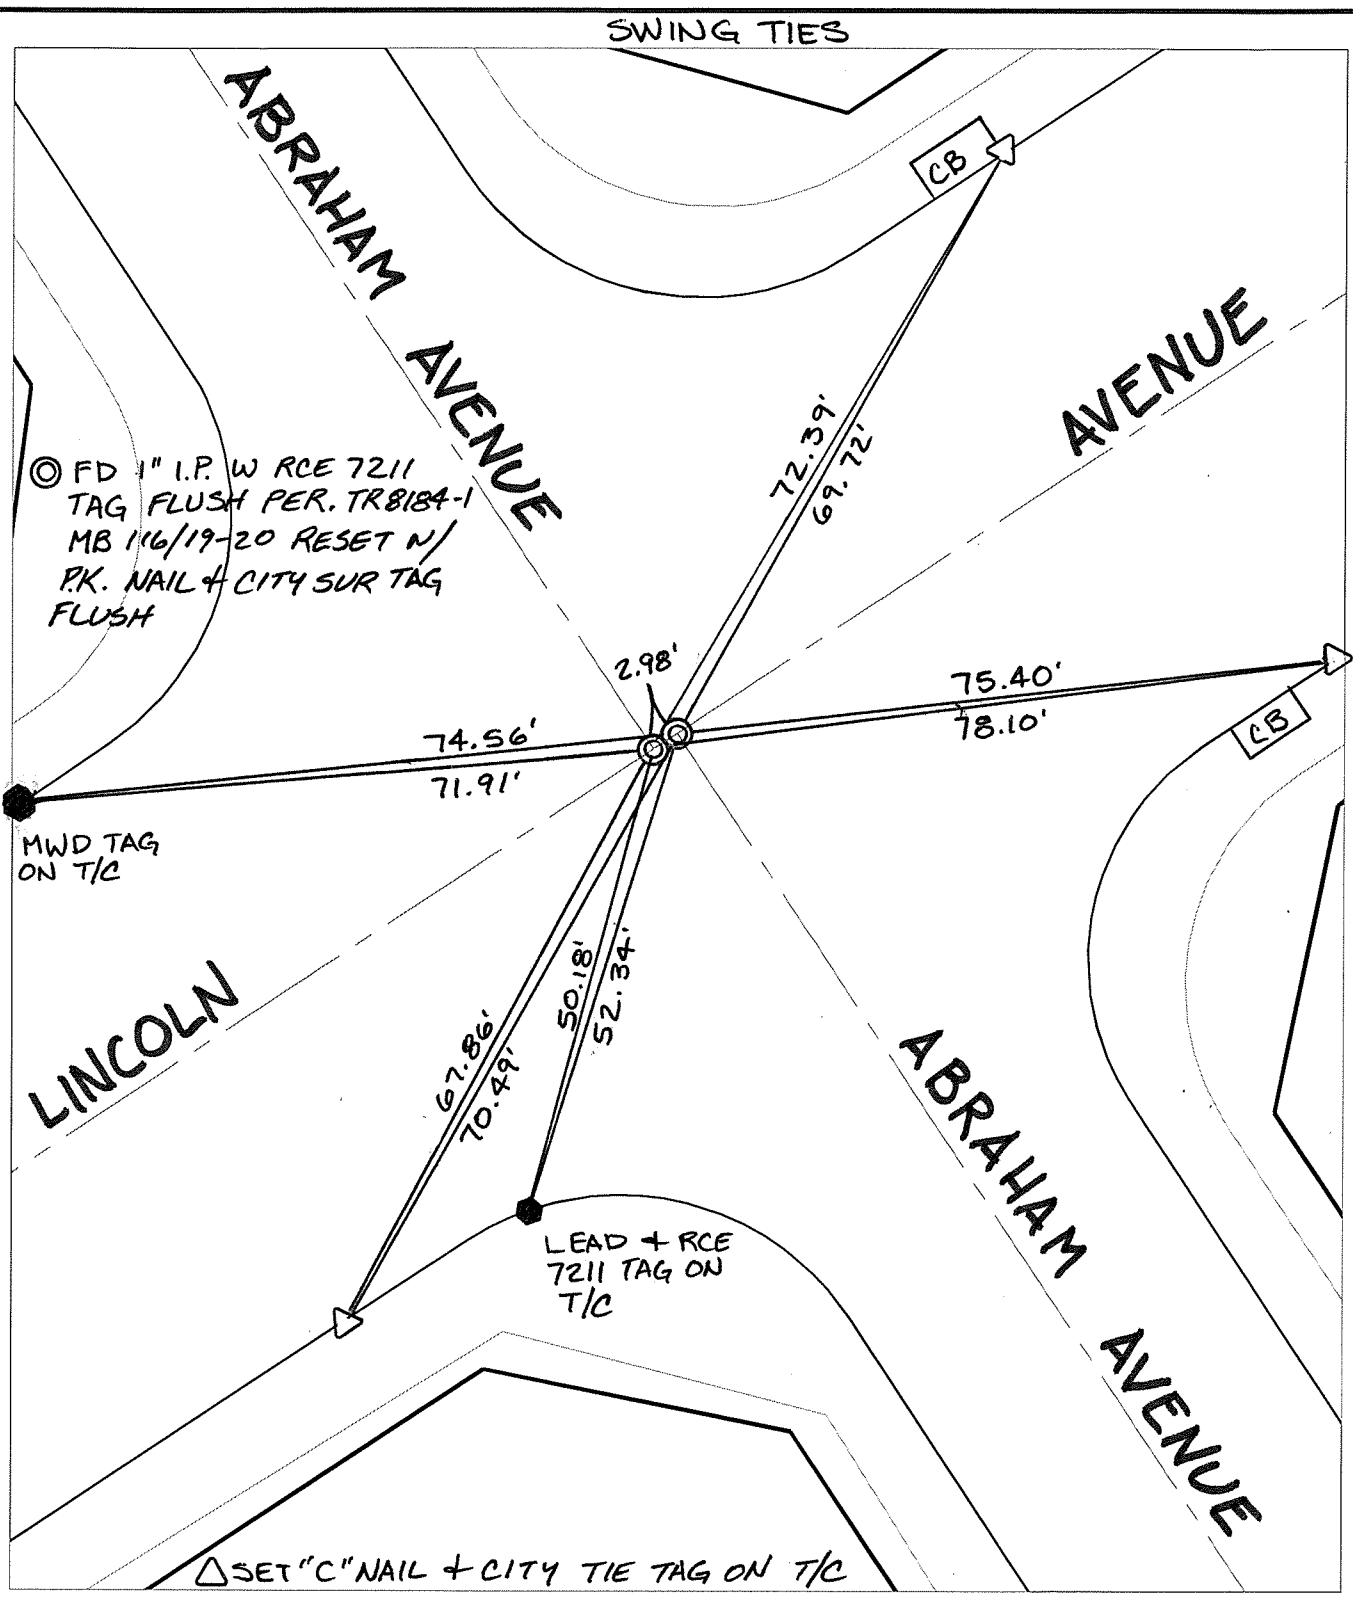 SWING TIES
ABRAHAM AVENUE
CB
AVENUE
◎ FD 1" I.P. W RCE 7211
TAG FLUSH PER. TR8184-1
MB 116/19-20 RESET W/
P.K. NAIL & CITY SUR TAG
FLUSH
72.39'
69.72'
2.98'
75.40'
78.10'
CB
74.56'
71.91'
MWD TAG
ON T/C
LINCOLN
67.86'
70.49'
50.18'
52.34'
ABRAHAM AVENUE
LEAD & RCE
7211 TAG ON
T/C
△ SET "C" NAIL & CITY TIE TAG ON T/C